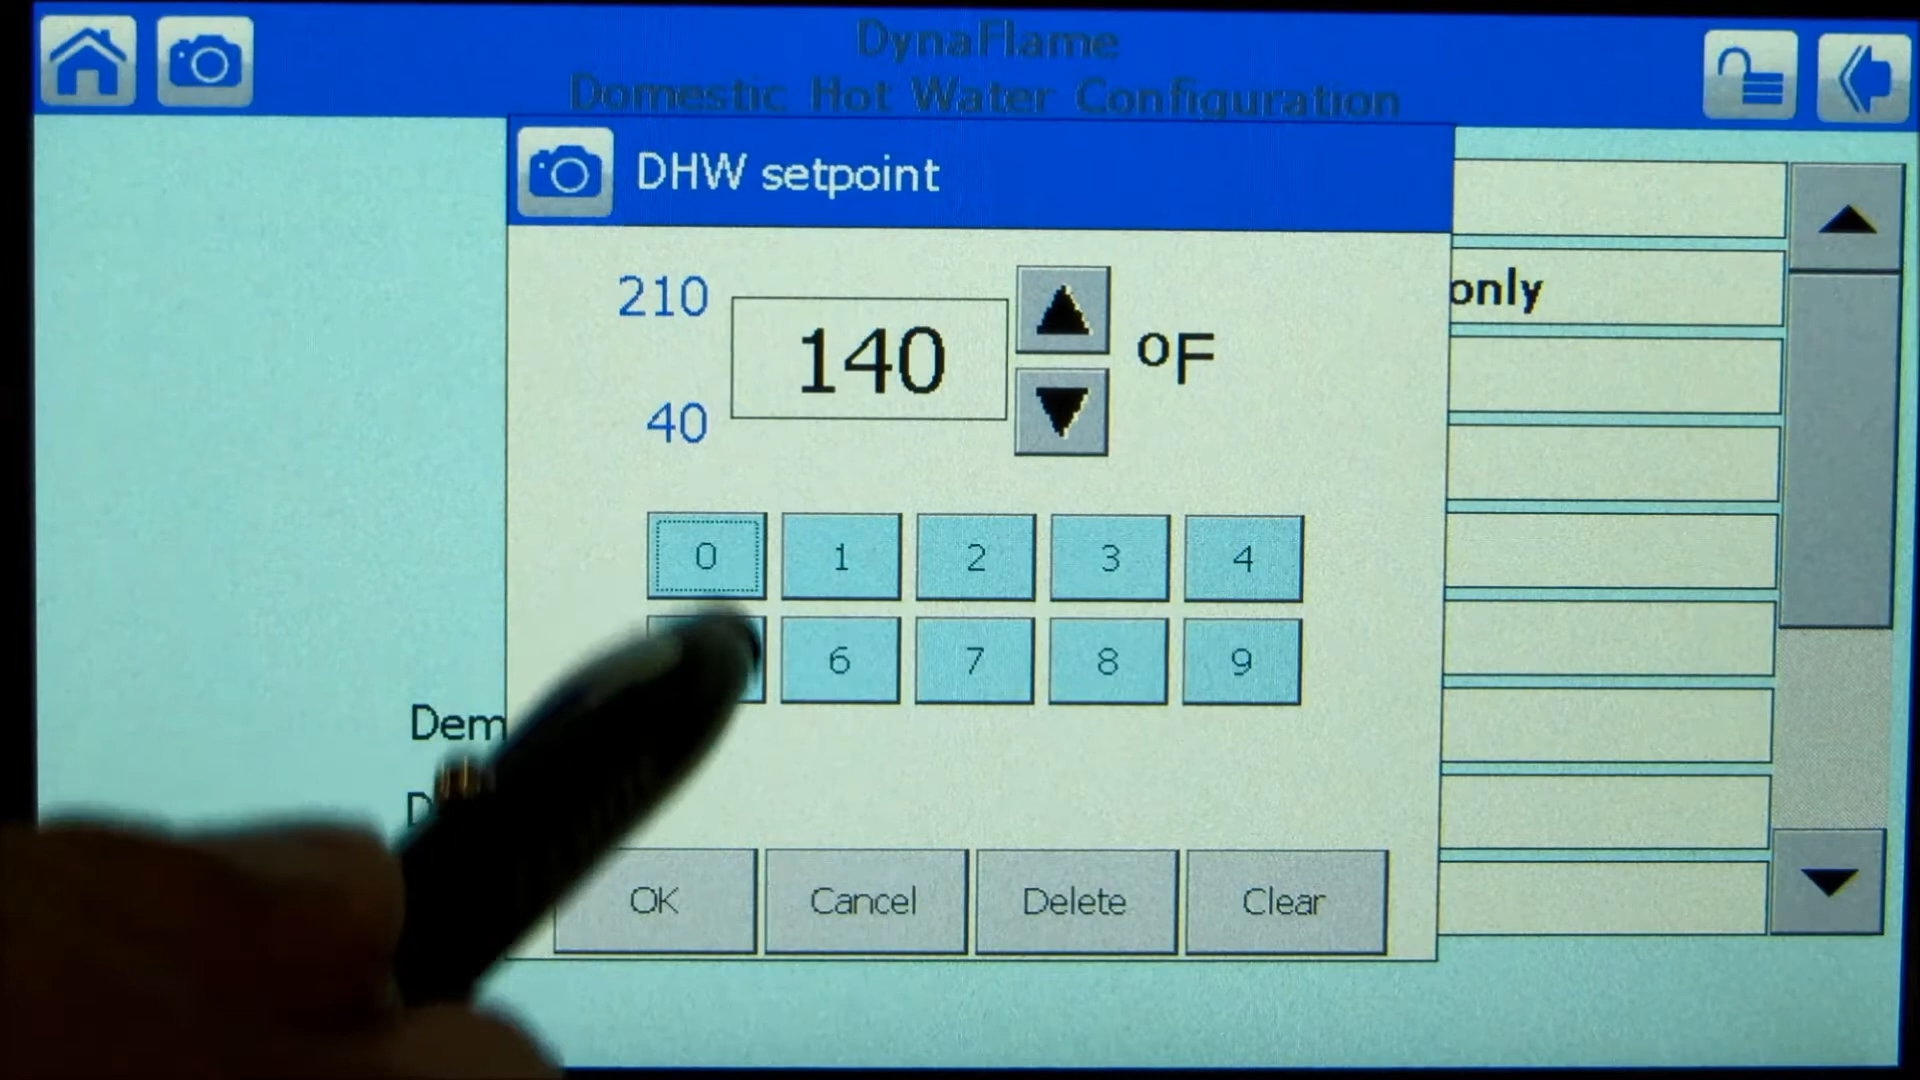 DynaFlame
Domestic Hot Water Configuration
DHW setpoint
only
210
140
°F
40
0 1 2 3 4
6 7 8 9
Dem
D
OK Cancel Delete Clear